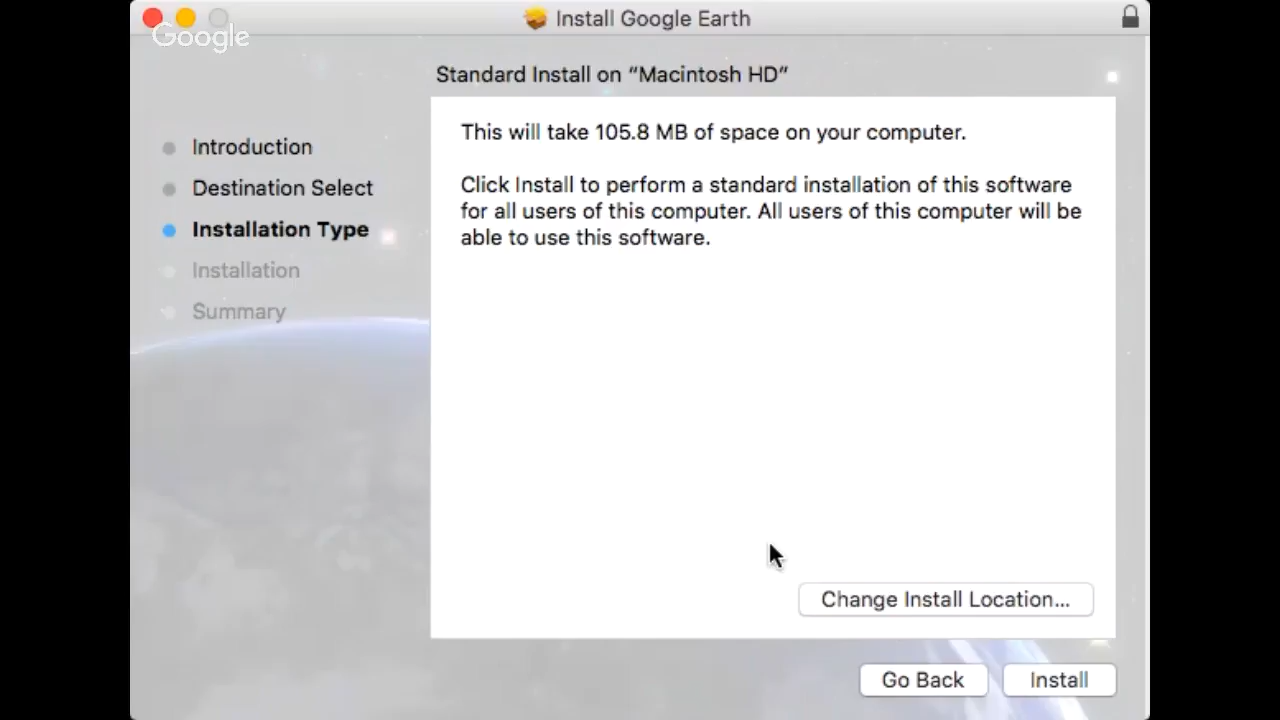 Install Google Earth
Google
Standard Install on “Macintosh HD”
Introduction
Destination Select
Installation Type
Installation
Summary
This will take 105.8 MB of space on your computer.
Click Install to perform a standard installation of this software
for all users of this computer. All users of this computer will be
able to use this software.
Change Install Location...
Go Back
Install